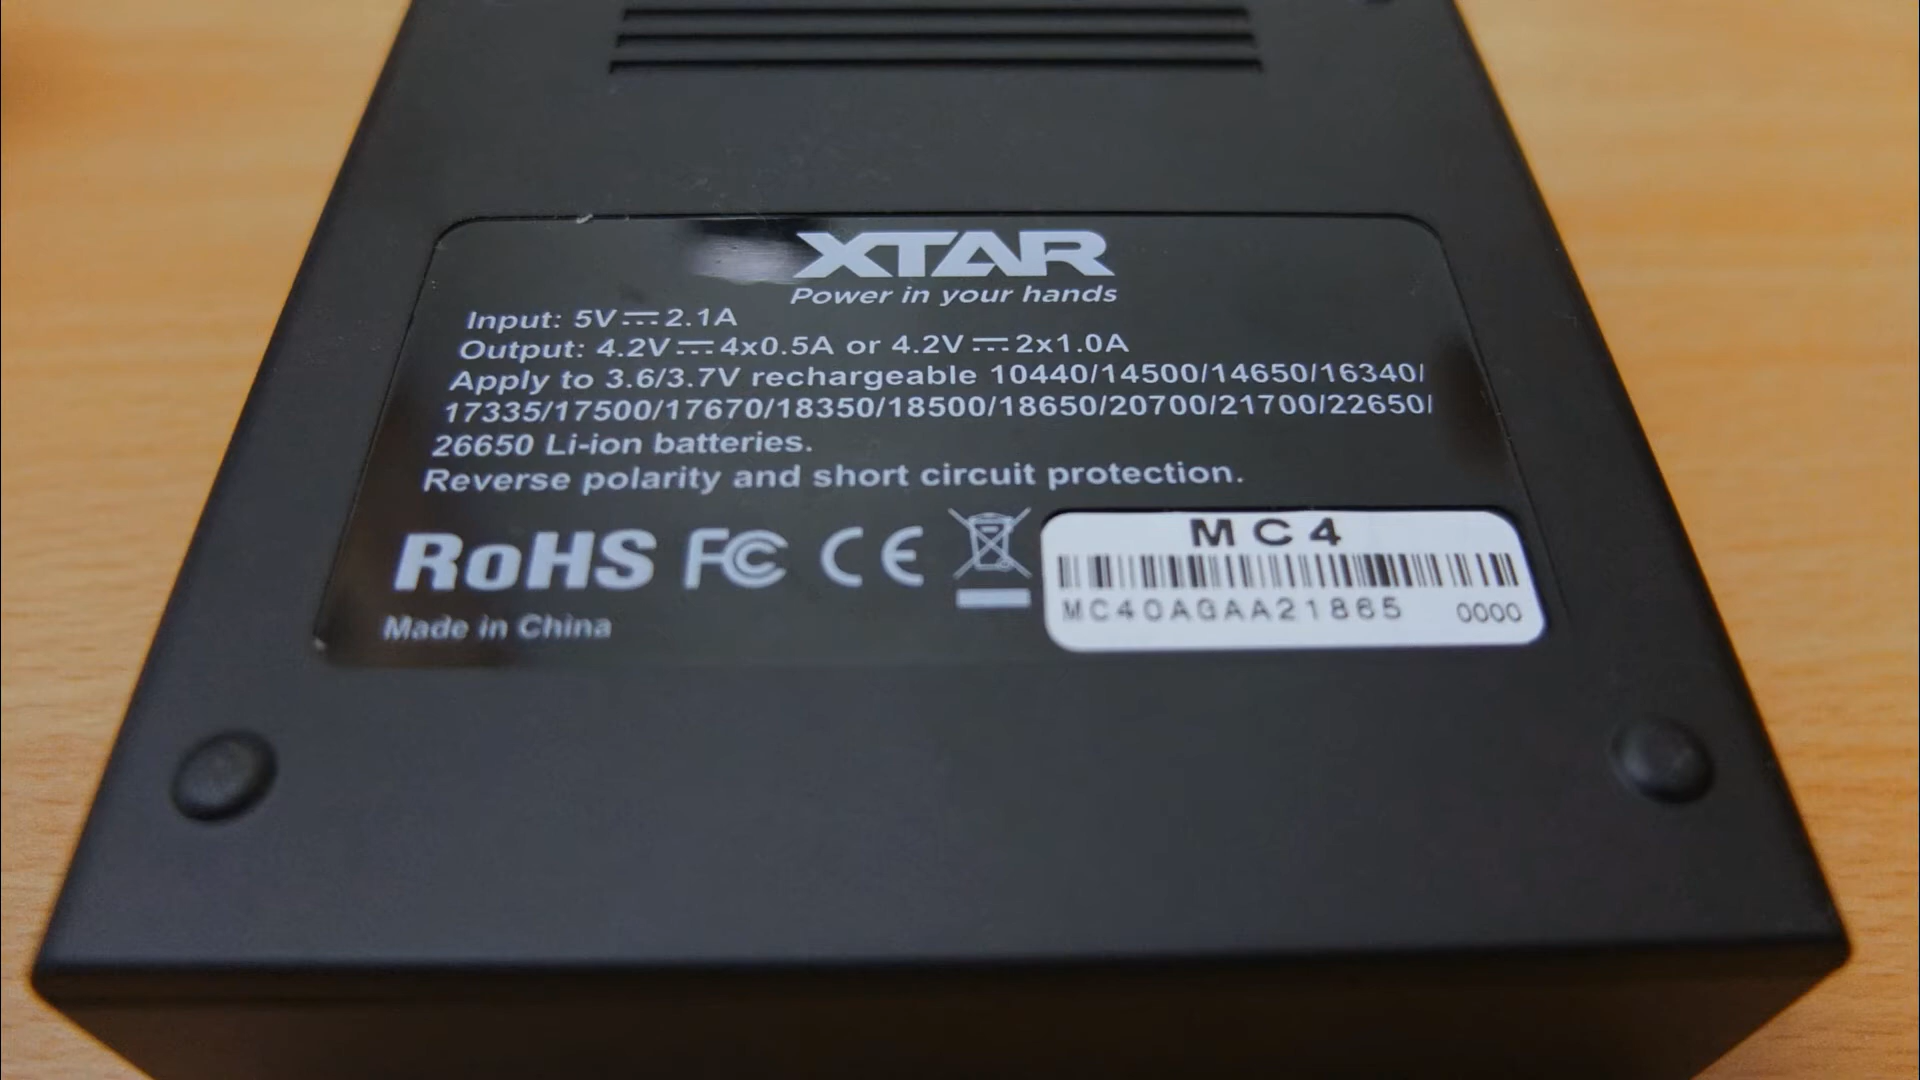 XTAR
Power in your hands
Input: 5V⎓2.1A
Output: 4.2V⎓4x0.5A or 4.2V⎓2x1.0A
Apply to 3.6/3.7V rechargeable 10440/14500/14650/16340/
17335/17500/17670/18350/18500/18650/20700/21700/22650/
26650 Li-ion batteries.
Reverse polarity and short circuit protection.
RoHS FC CE
MC4
MC40AGAA21865 0000
Made in China